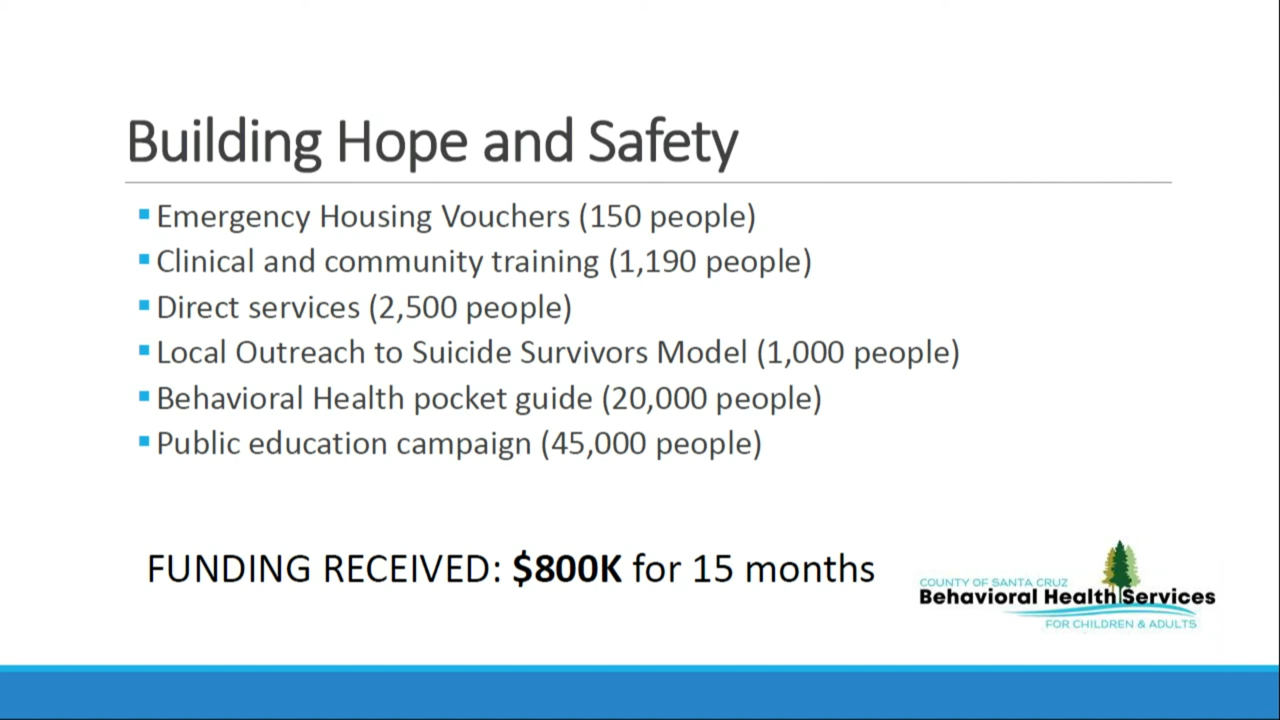 Building Hope and Safety
▪ Emergency Housing Vouchers (150 people)
▪ Clinical and community training (1,190 people)
▪ Direct services (2,500 people)
▪ Local Outreach to Suicide Survivors Model (1,000 people)
▪ Behavioral Health pocket guide (20,000 people)
▪ Public education campaign (45,000 people)
FUNDING RECEIVED: $800K for 15 months
COUNTY OF SANTA CRUZ
Behavioral Health Services
FOR CHILDREN & ADULTS